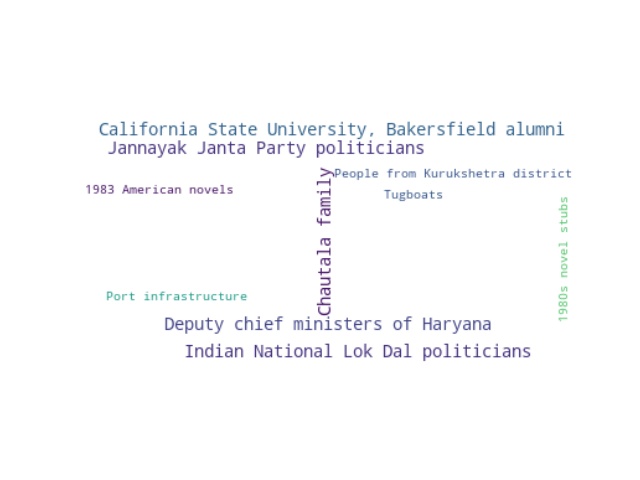 California State University, Bakersfield alumni
Jannayak Janta Party politicians
People from Kurukshetra district
1983 American novels
Tugboats
Chautala family
1980s novel stubs
Port infrastructure
Deputy chief ministers of Haryana
Indian National Lok Dal politicians